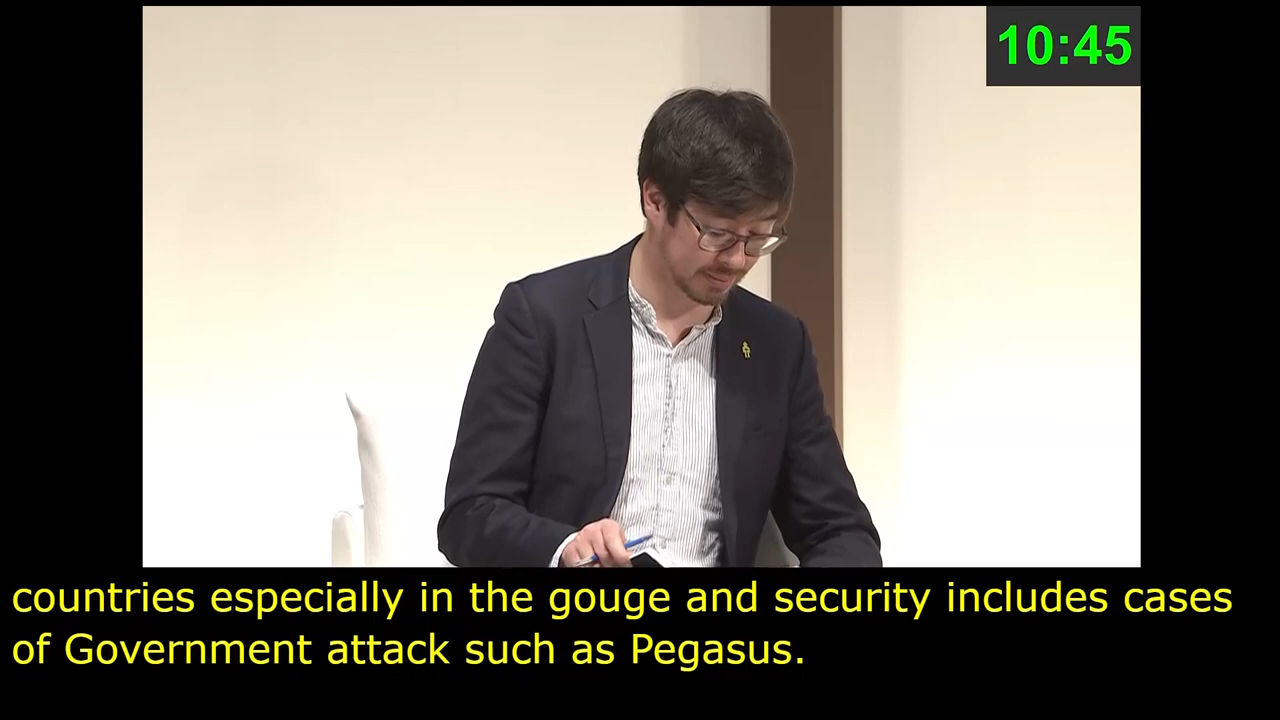 10:45
countries especially in the gouge and security includes cases
of Government attack such as Pegasus.